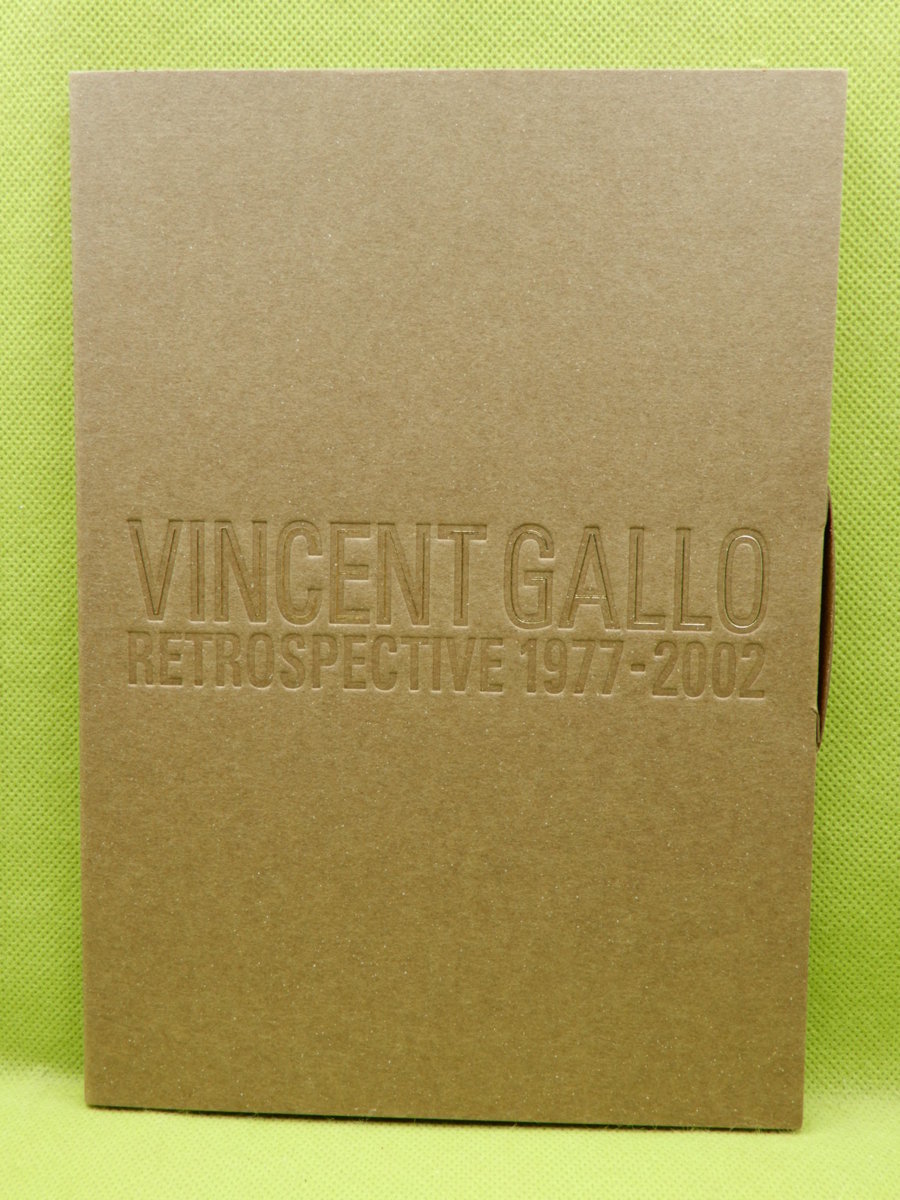 VINCENT GALLO
RETROSPECTIVE 1977-2002